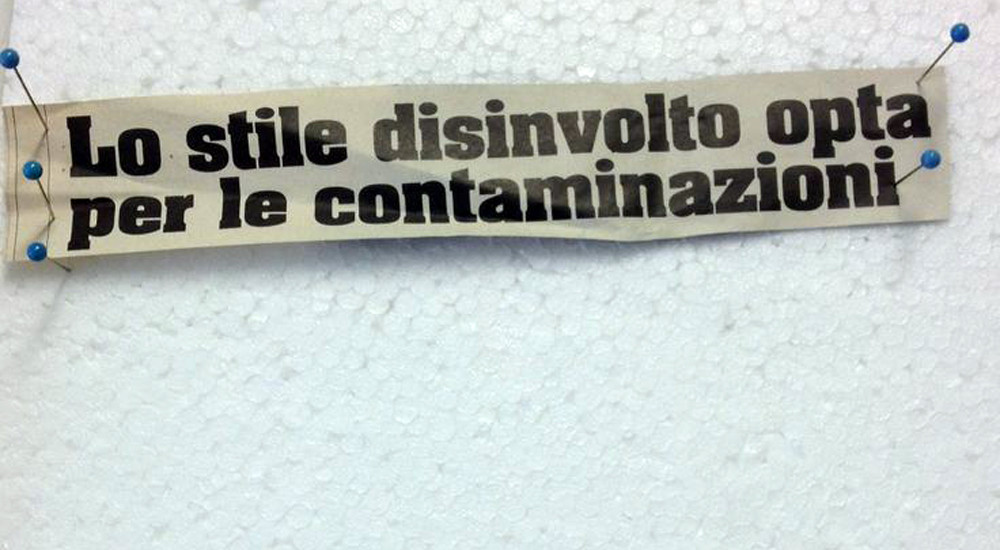 Lo stile disinvolto opta
per le contaminazioni